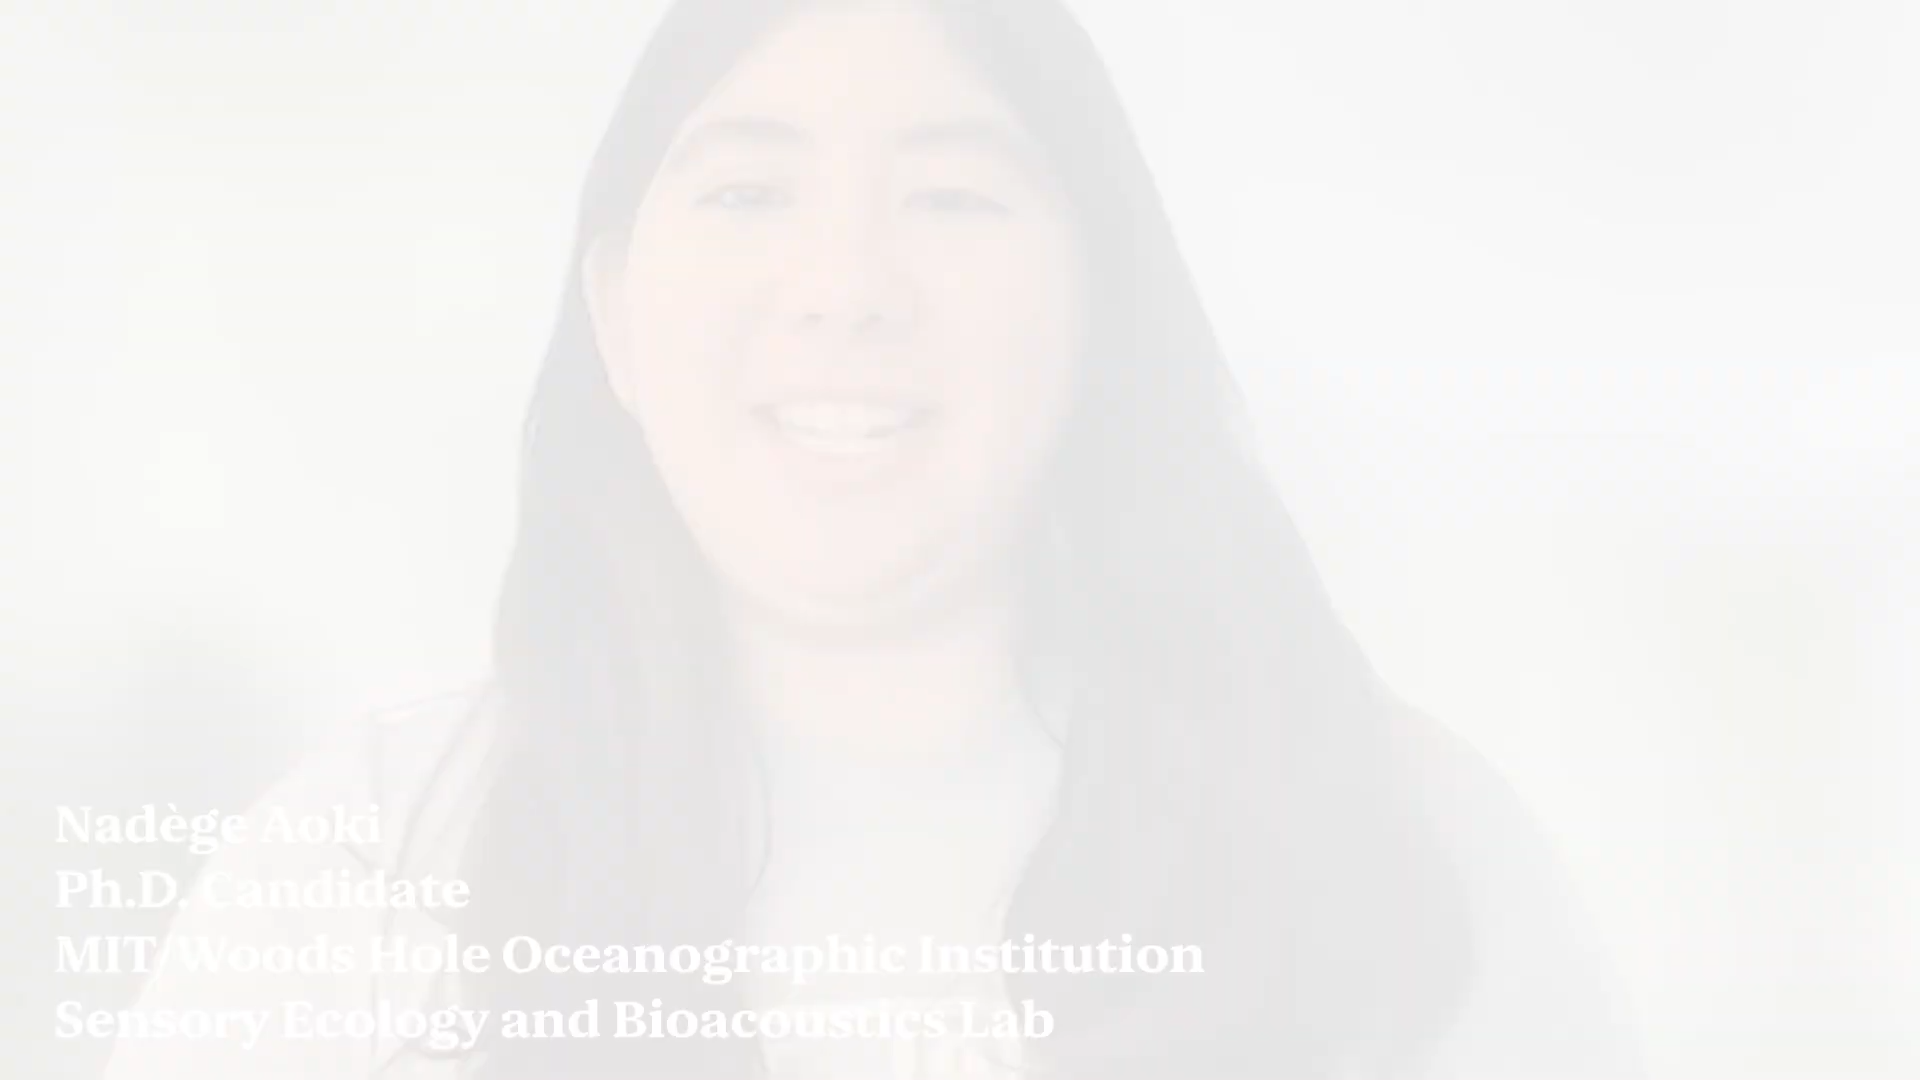 Nadège Aoki
Ph.D. Candidate
MIT/Woods Hole Oceanographic Institution
Sensory Ecology and Bioacoustics Lab